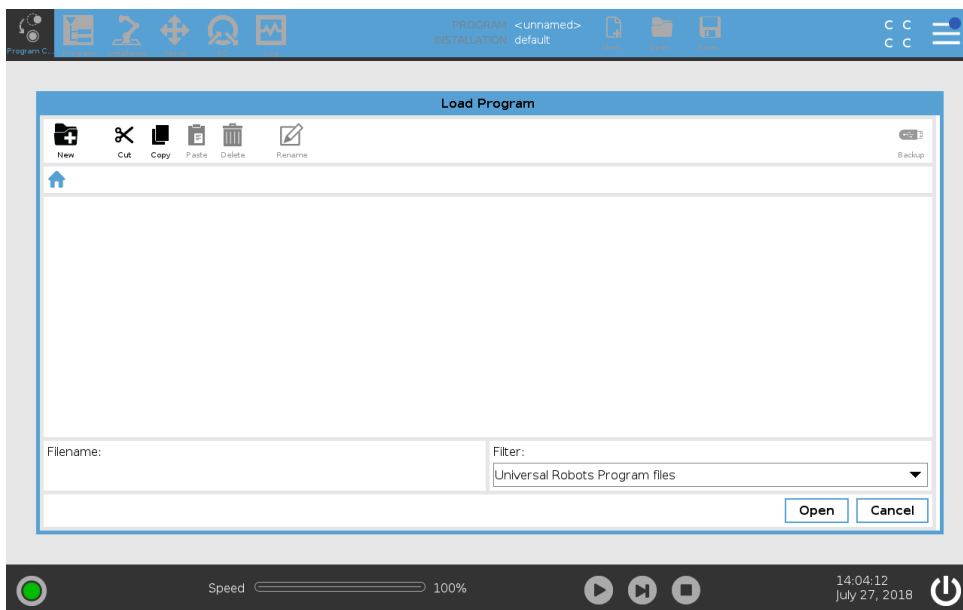 PROGRAM <unnamed>
INSTALLATION default
C C
C C
Program C...
Load Program
New Cut Copy Paste Delete Rename Backup
Filename:
Filter:
Universal Robots Program files
Open Cancel
Speed 100%
14:04:12
July 27, 2018